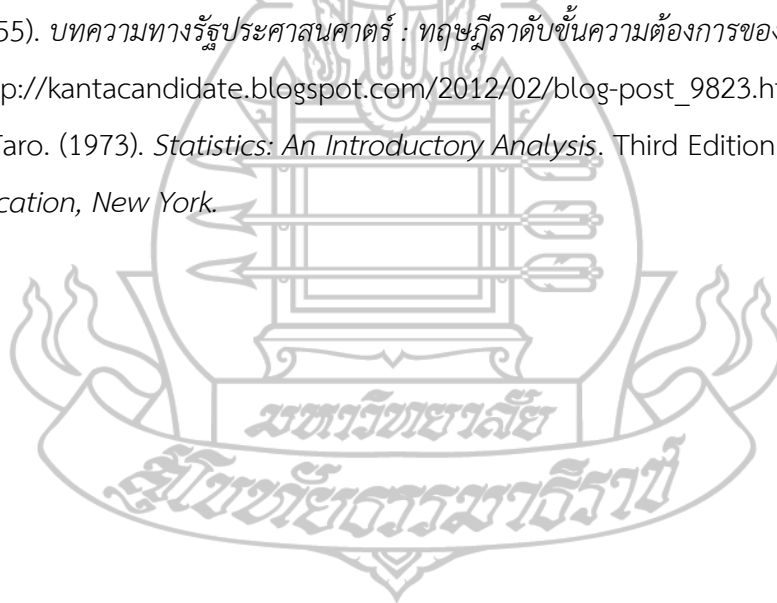 55). บทความทางรัฐประศาสนศาตร์ : ทฤษฎีลาดับขั้นความต้องการของ
p://kantacandidate.blogspot.com/2012/02/blog-post_9823.h
aro. (1973). Statistics: An Introductory Analysis. Third Edition
cation, New York.
มหาวิทยาลัย
สุโขทัยธรรมาธิราช